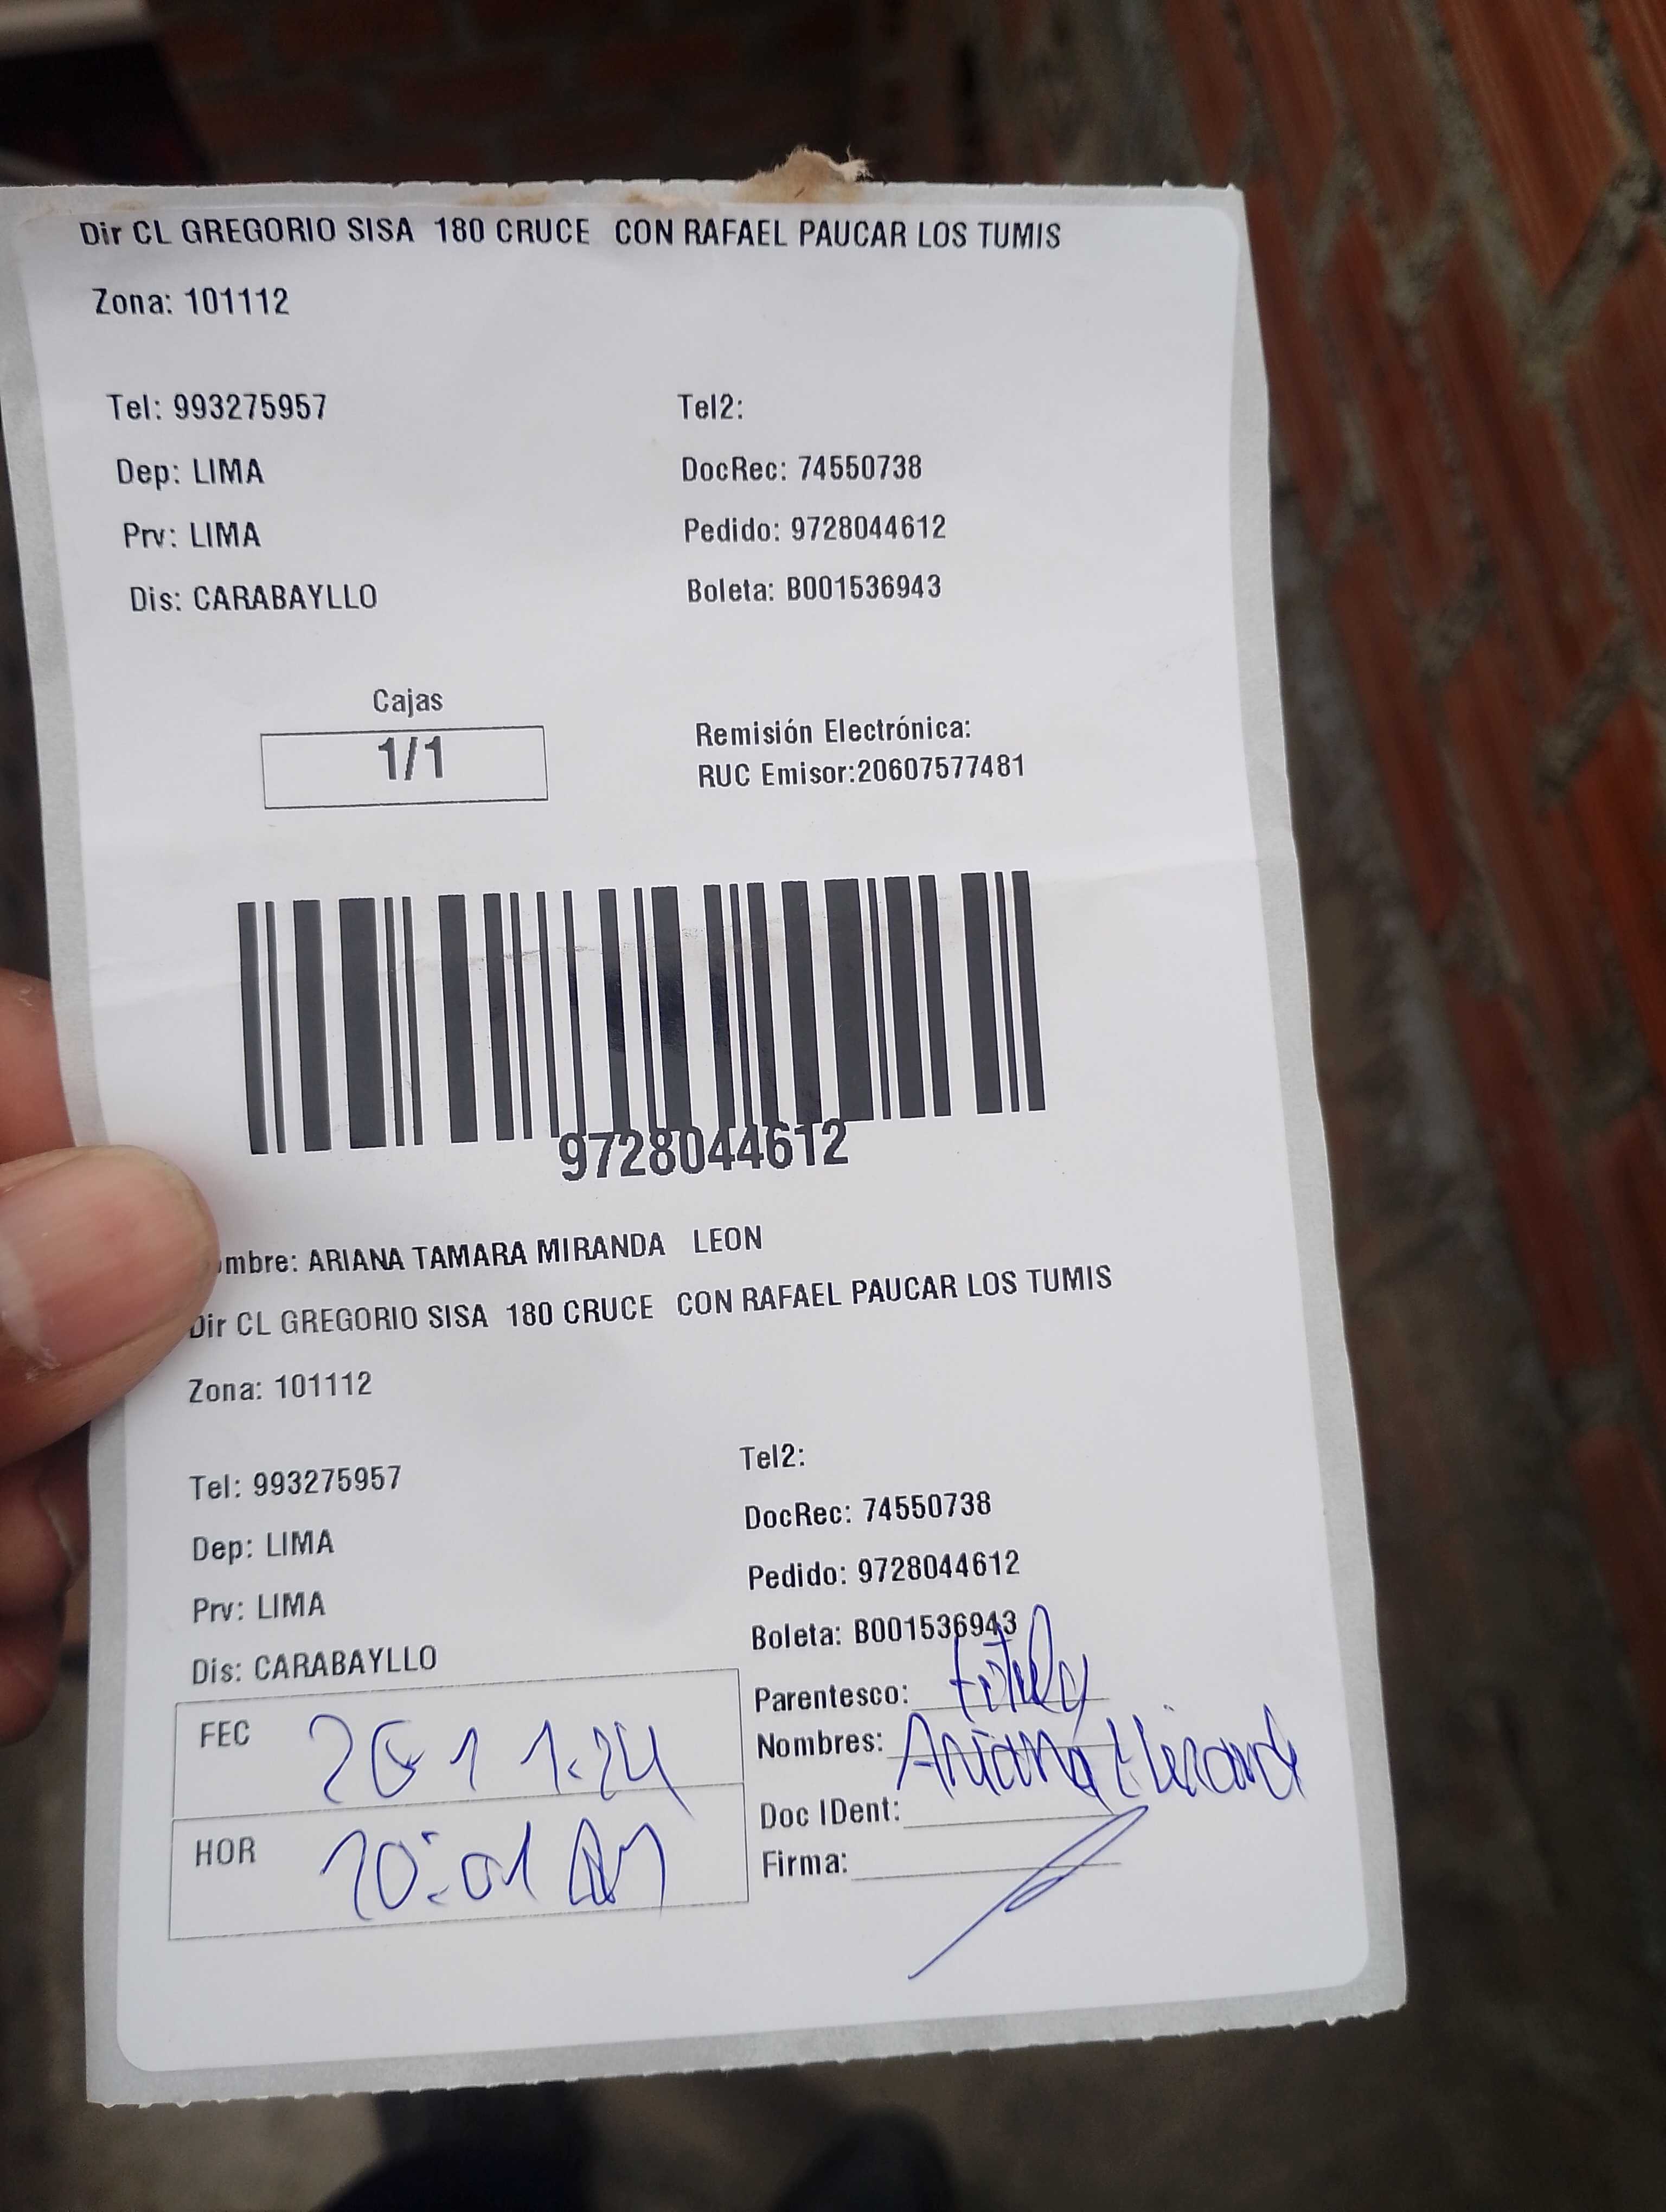 Dir CL GREGORIO SISA 180 CRUCE CON RAFAEL PAUCAR LOS TUMIS
Zona: 101112
Tel: 993275957
Tel2:
Dep: LIMA
DocRec: 74550738
Prv: LIMA
Pedido: 9728044612
Dis: CARABAYLLO
Boleta: B001536943
Cajas
1/1
Remisión Electrónica:
RUC Emisor:20607577481
9728044612
mbre: ARIANA TAMARA MIRANDA LEON
Dir CL GREGORIO SISA 180 CRUCE CON RAFAEL PAUCAR LOS TUMIS
Zona: 101112
Tel: 993275957
Tel2:
Dep: LIMA
DocRec: 74550738
Prv: LIMA
Pedido: 9728044612
Dis: CARABAYLLO
Boleta: B001536943
FEC
Parentesco:
Nombres: Ariana
Doc IDent:
HOR 10:01 AM
Firma: